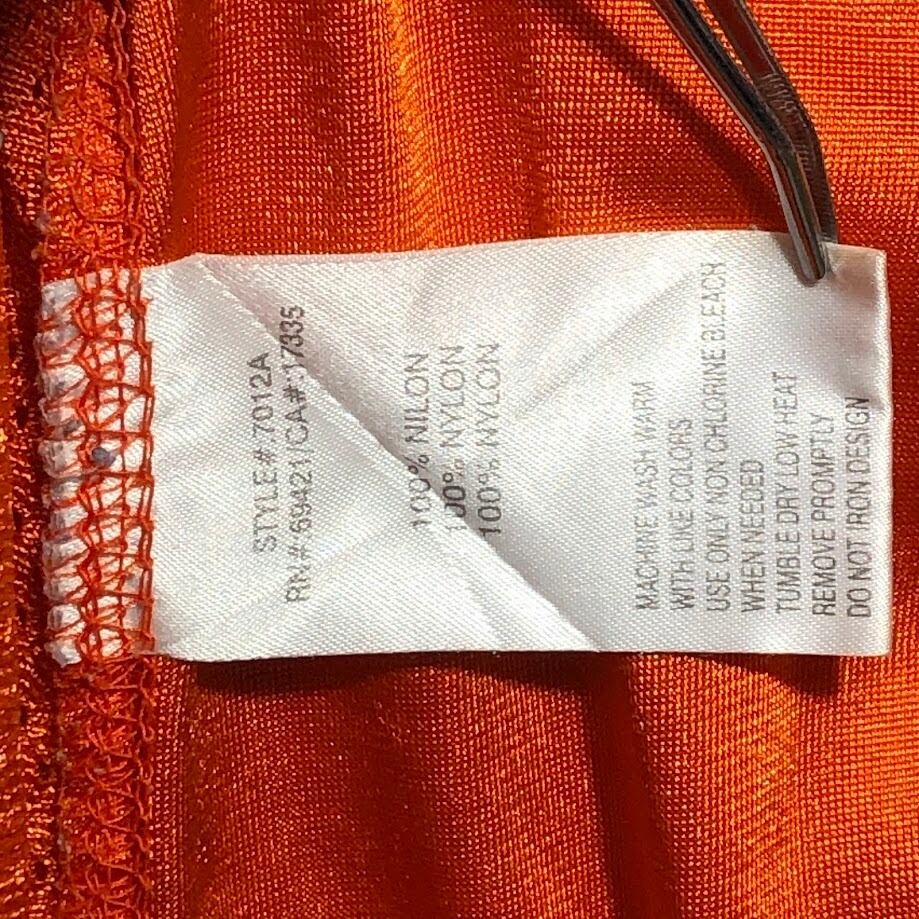 STYLE#:7012A
RN#:69421/CA#:17335
100% NILON
100% NYLON
100% NYLON
MACHINE WASH WARM
WITH LIKE COLORS
USE ONLY NON CHLORINE BLEACH
WHEN NEEDED
TUMBLE DRY LOW HEAT
REMOVE PROMPTLY
DO NOT IRON DESIGN